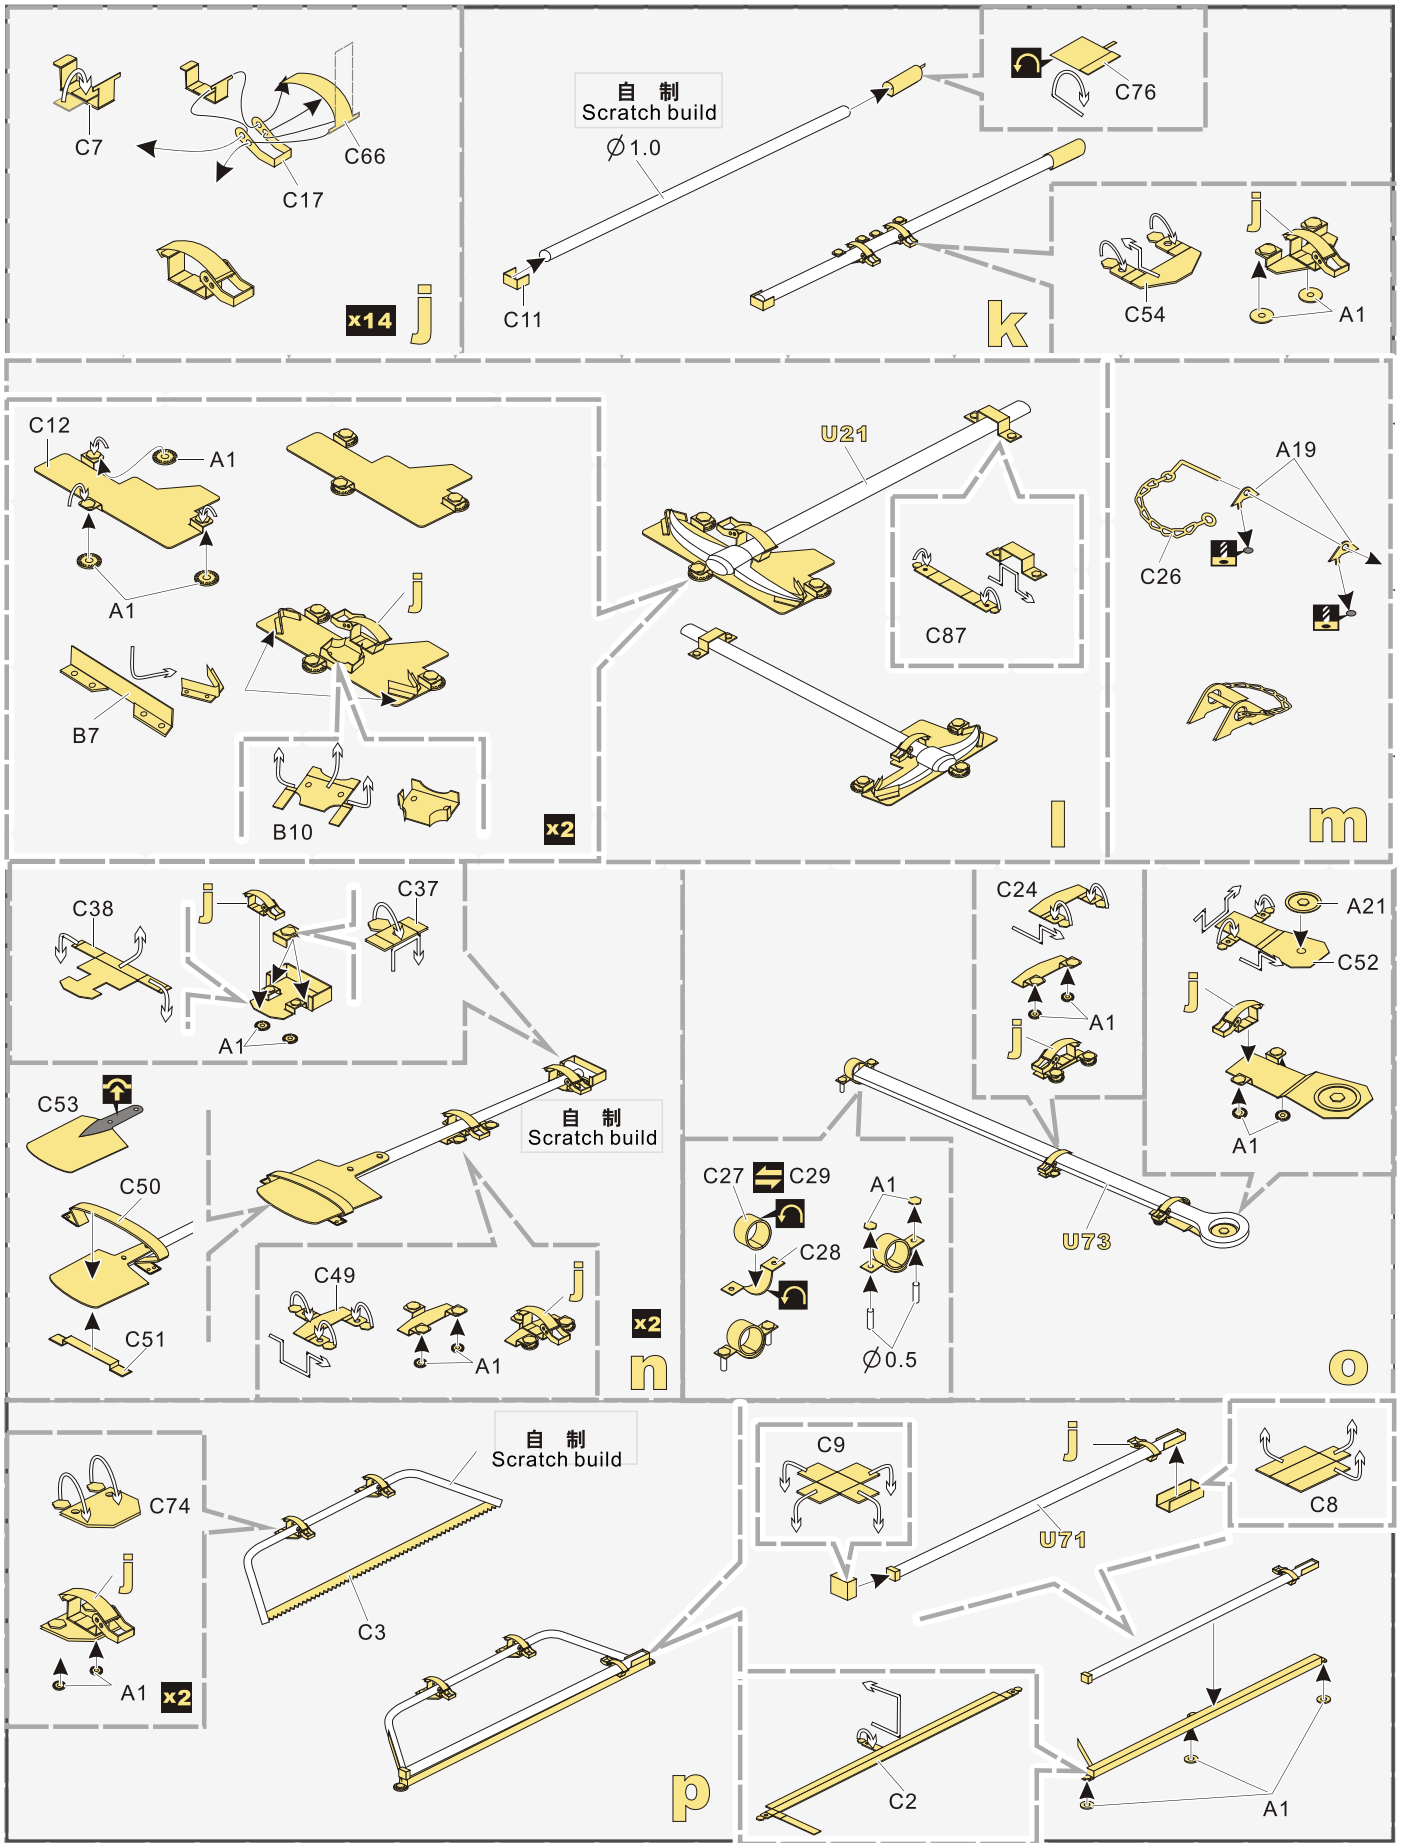 C7
C66
C17
x14
j
自 制
Scratch build
Ø1.0
C11
C76
k
j
C54
A1
C12
A1
A1
j
B7
B10
x2
U21
C87
l
A19
C26
m
C38
j
C37
A1
C53
自 制
Scratch build
C50
C51
C49
j
A1
x2
n
C24
A1
j
A21
C52
j
A1
C27
C29
A1
C28
Ø0.5
U73
o
C74
j
A1
x2
自 制
Scratch build
C3
p
C9
j
C8
U71
C2
A1